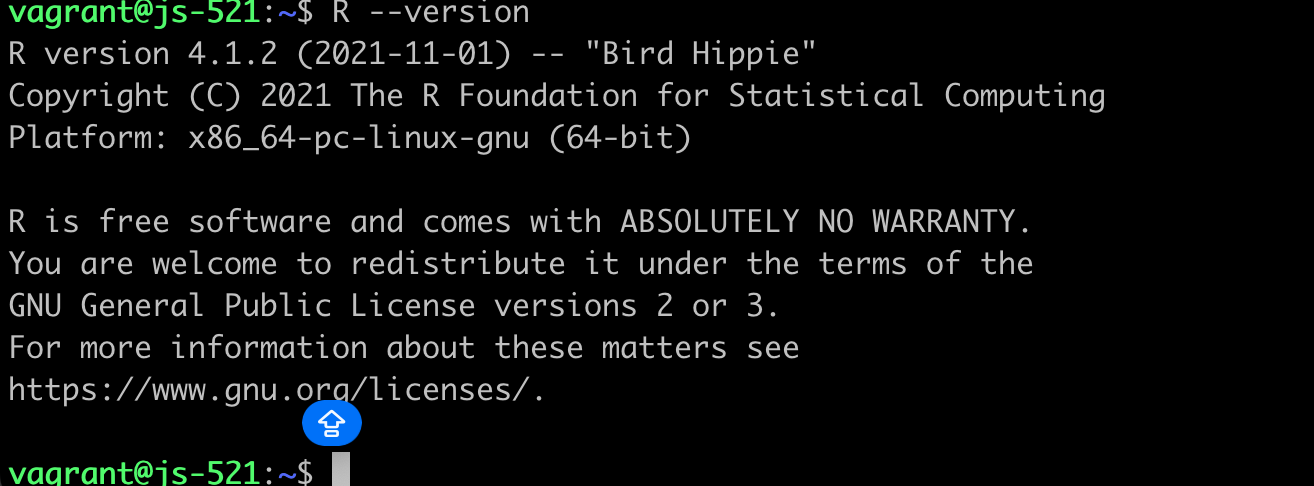 vagrant@js-521:~$ R --version
R version 4.1.2 (2021-11-01) -- "Bird Hippie"
Copyright (C) 2021 The R Foundation for Statistical Computing
Platform: x86_64-pc-linux-gnu (64-bit)
R is free software and comes with ABSOLUTELY NO WARRANTY.
You are welcome to redistribute it under the terms of the
GNU General Public License versions 2 or 3.
For more information about these matters see
https://www.gnu.org/licenses/.
vagrant@js-521:~$